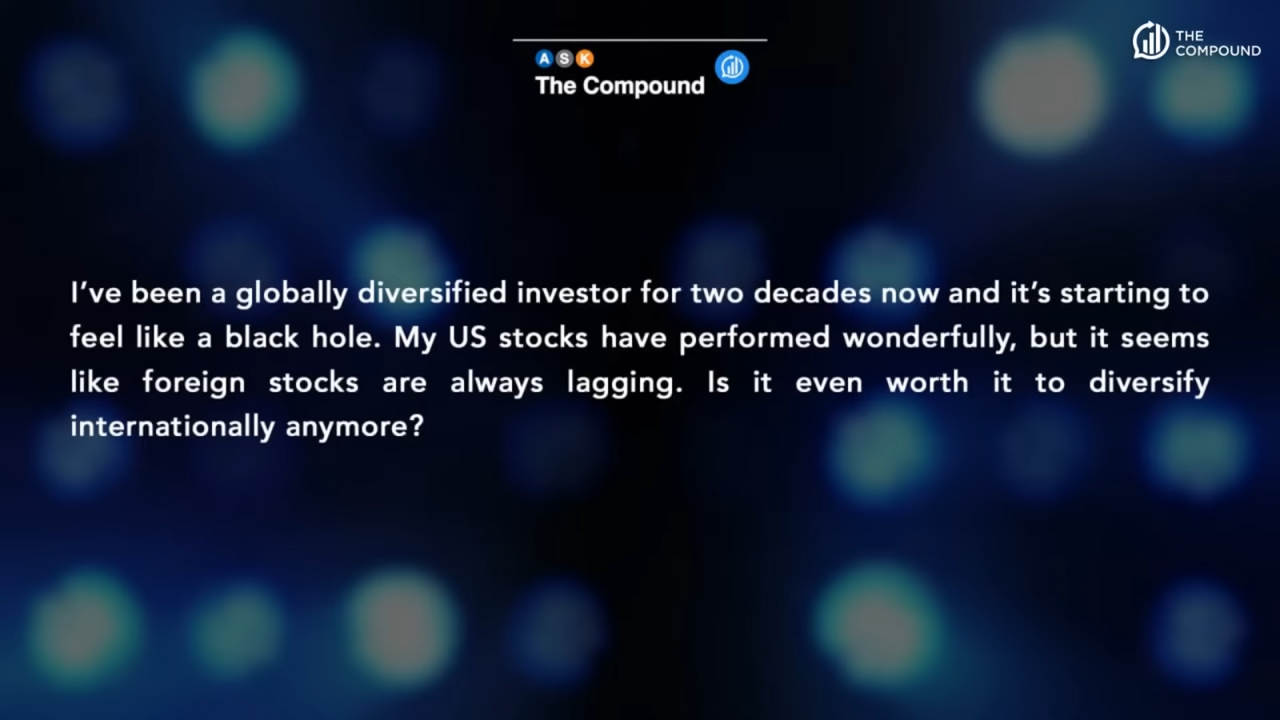 ASK
The Compound
THE
COMPOUND
I’ve been a globally diversified investor for two decades now and it’s starting to
feel like a black hole. My US stocks have performed wonderfully, but it seems
like foreign stocks are always lagging. Is it even worth it to diversify
internationally anymore?